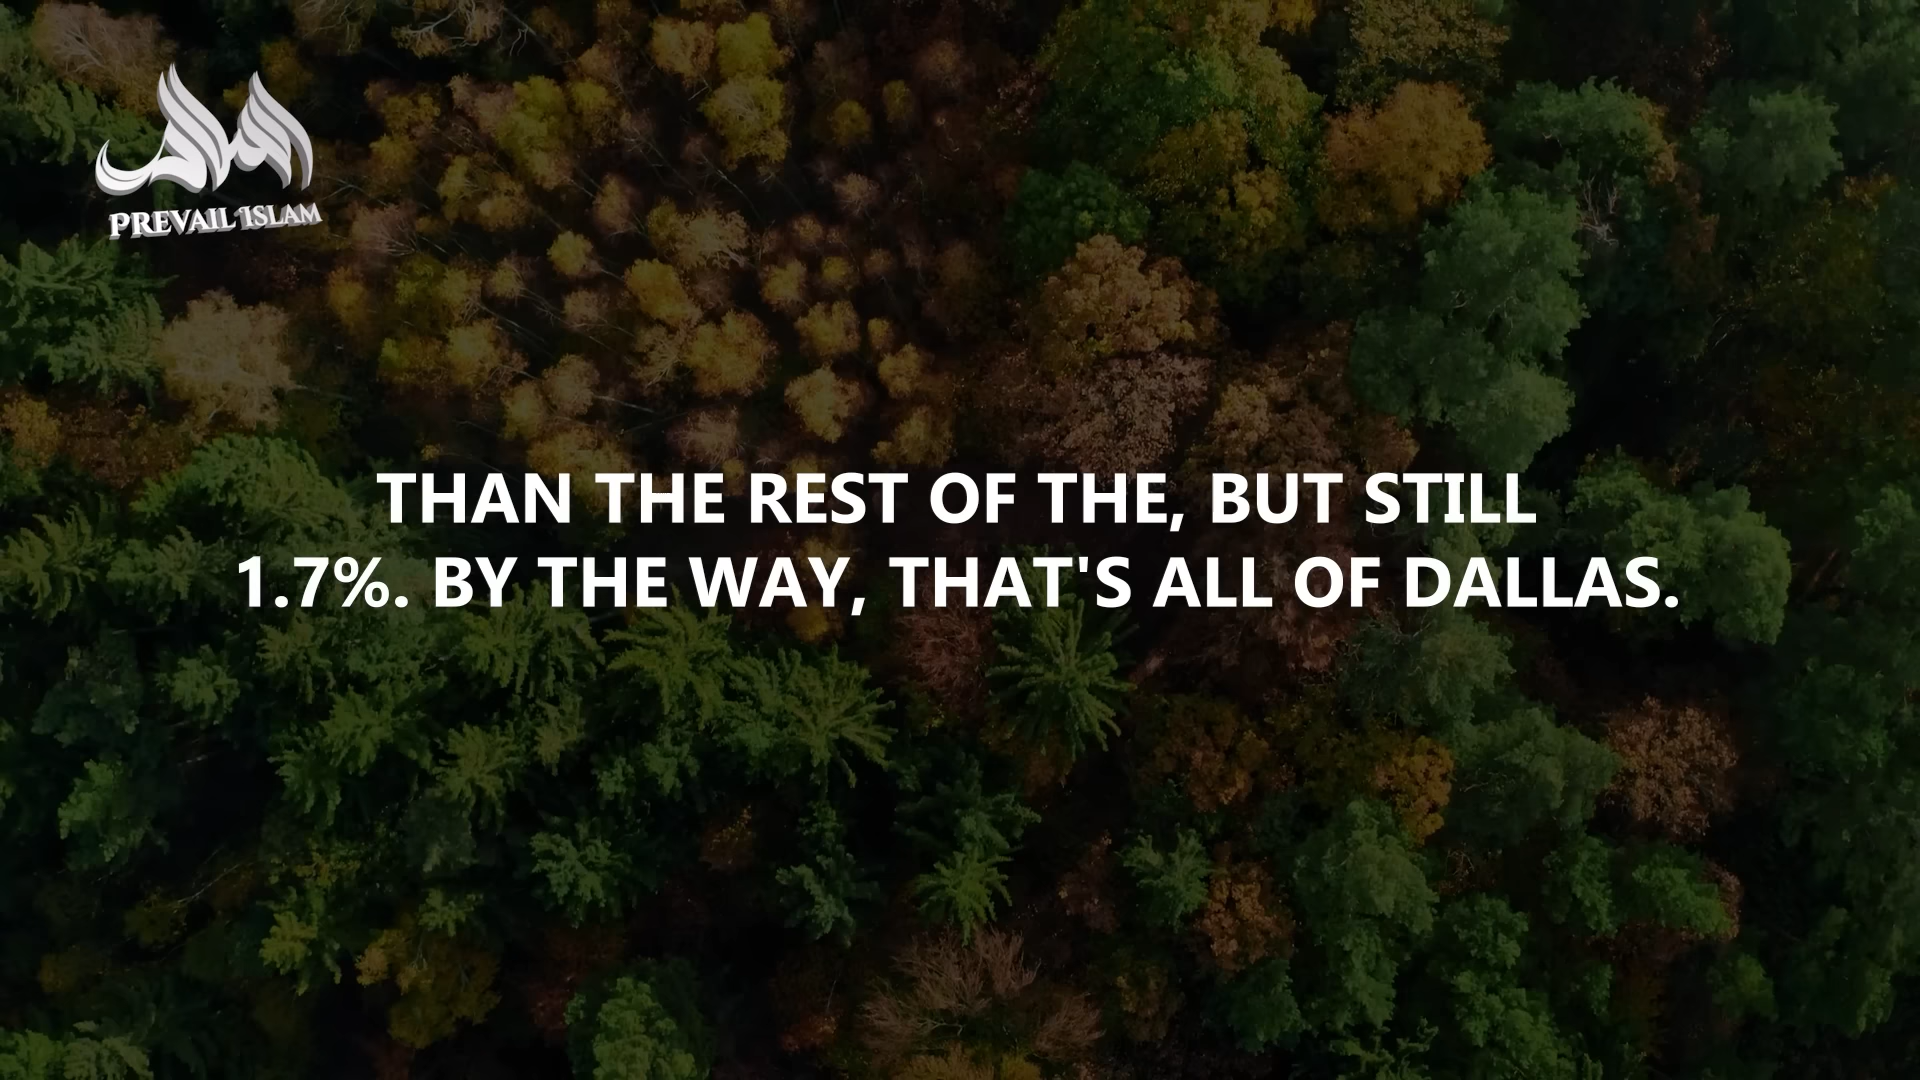 PREVAIL ISLAM
THAN THE REST OF THE, BUT STILL
1.7%. BY THE WAY, THAT'S ALL OF DALLAS.